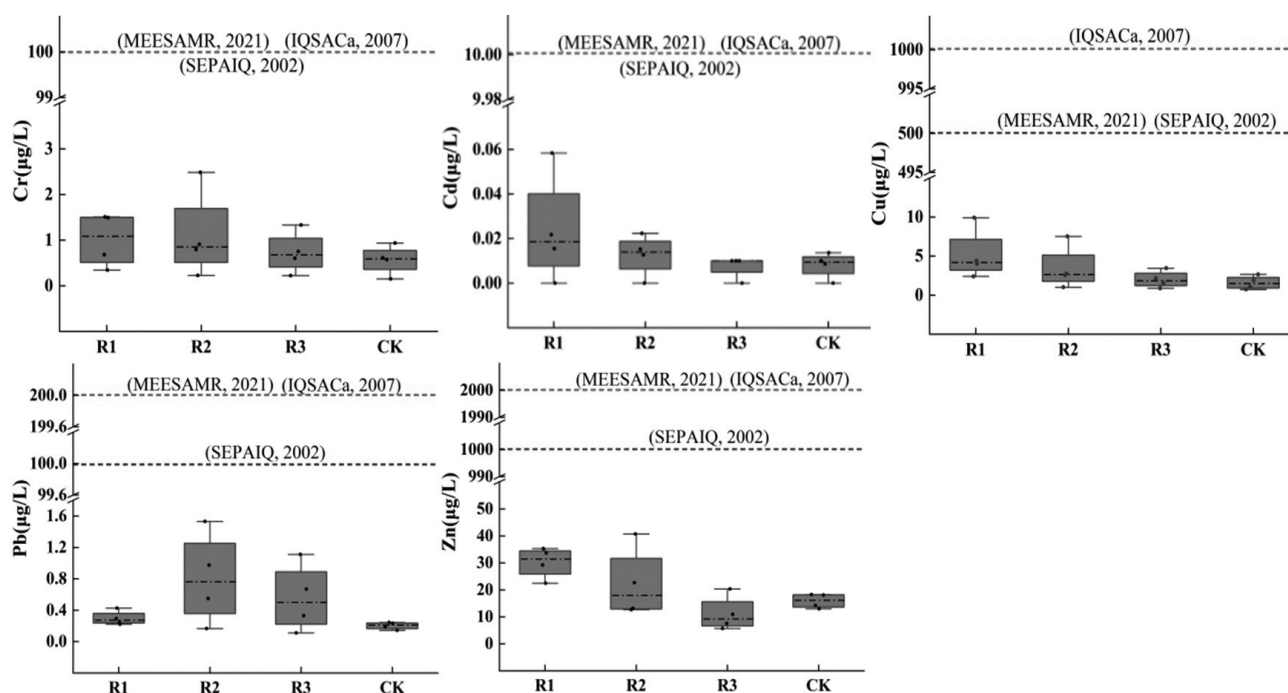 (MEESAMR, 2021) (IQSACa, 2007)
100
(SEPAIQ, 2002)
99
3
2
1
0
Cr(µg/L)
R1 R2 R3 CK
(MEESAMR, 2021) (IQSACa, 2007)
10.00
(SEPAIQ, 2002)
9.98
0.06
0.04
0.02
0.00
Cd(µg/L)
R1 R2 R3 CK
(IQSACa, 2007)
1000
995
(MEESAMR, 2021) (SEPAIQ, 2002)
500
495
10
5
0
Cu(µg/L)
R1 R2 R3 CK
(MEESAMR, 2021) (IQSACa, 2007)
200.0
199.6
(SEPAIQ, 2002)
100.0
99.6
1.6
1.2
0.8
0.4
0.0
Pb(µg/L)
R1 R2 R3 CK
(MEESAMR, 2021) (IQSACa, 2007)
2000
1990
(SEPAIQ, 2002)
1000
990
50
40
30
20
10
0
Zn(µg/L)
R1 R2 R3 CK